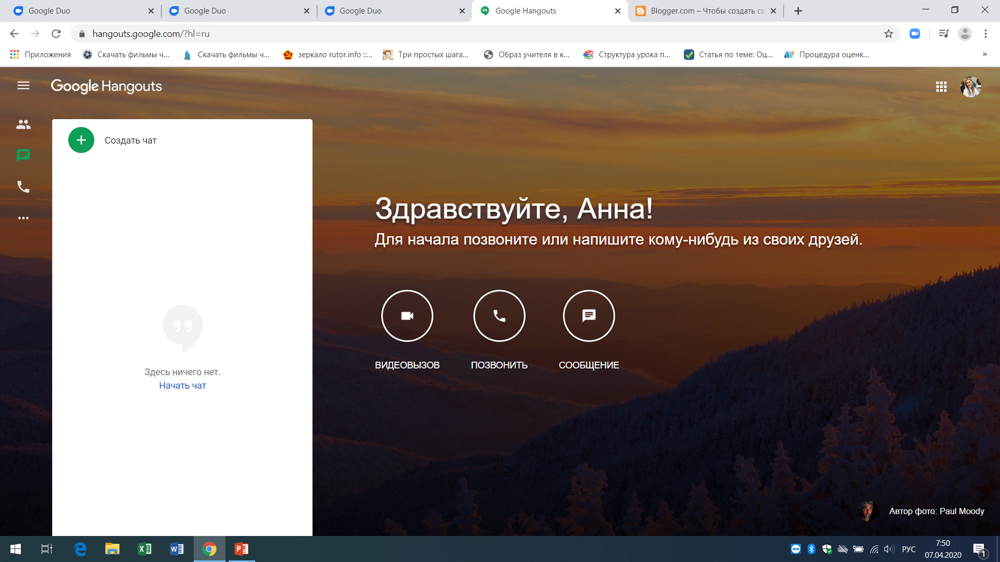 Google Duo
Google Duo
Google Duo
Google Hangouts
Blogger.com – Чтобы создать св
hangouts.google.com/?hl=ru
Приложения
Скачать фильмы ч...
Скачать фильмы ч...
зеркало rutor.info ::...
Три простых шага...
Образ учителя в к...
Структура урока п...
Статья по теме: Оц...
Процедура оценк...
»
Google Hangouts
Создать чат
Здравствуйте, Анна!
Для начала позвоните или напишите кому-нибудь из своих друзей.
ВИДЕОВЫЗОВ
ПОЗВОНИТЬ
СООБЩЕНИЕ
Здесь ничего нет.
Начать чат
Автор фото: Paul Moody
РУС
7:50
07.04.2020
1